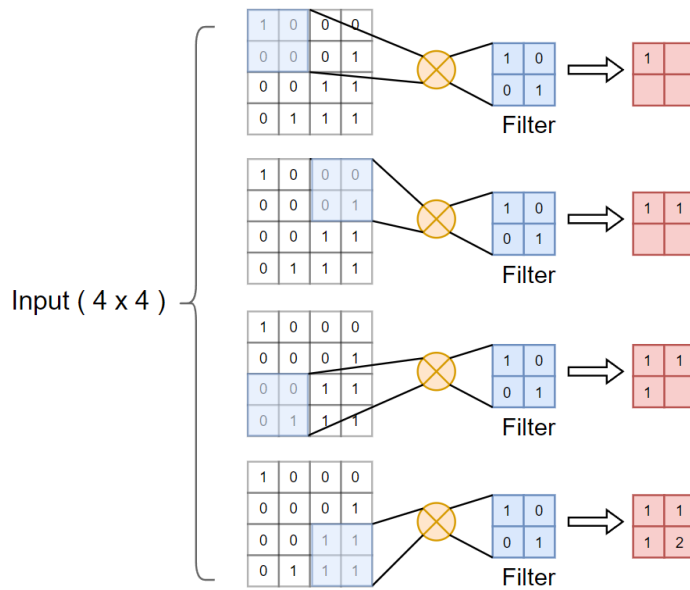 1 0 0 0
0 0 0 1 1 0 1
0 0 1 1 0 1
0 1 1 1 Filter
1 0 0 0
0 0 0 1 1 0 1 1
0 0 1 1 0 1
0 1 1 1 Filter
Input ( 4 x 4 )
1 0 0 0
0 0 0 1 1 0 1 1
0 0 1 1 0 1 1
0 1 1 1 Filter
1 0 0 0
0 0 0 1 1 0 1 1
0 0 1 1 0 1 1 2
0 1 1 1 Filter